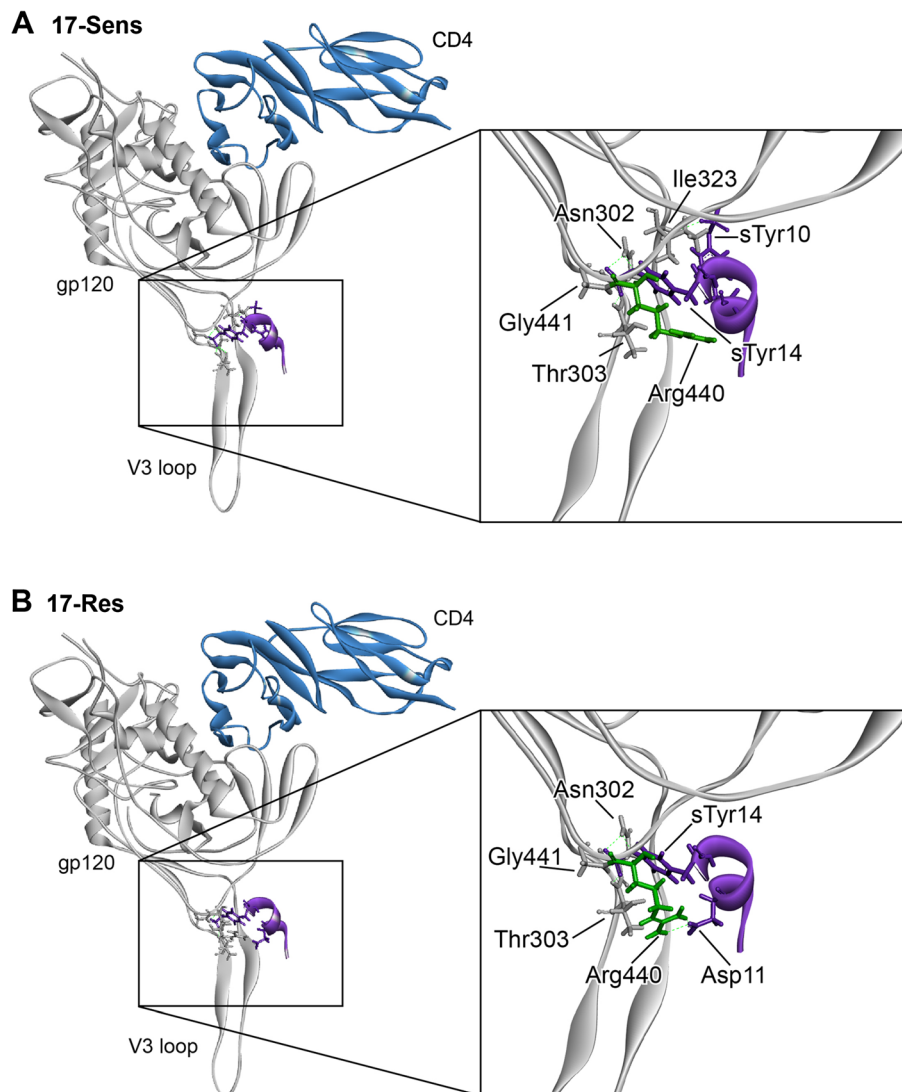 A 17-Sens
CD4
gp120
V3 loop
Ile323
Asn302
sTyr10
Gly441
sTyr14
Thr303
Arg440
B 17-Res
CD4
gp120
V3 loop
Asn302
sTyr14
Gly441
Thr303
Arg440
Asp11